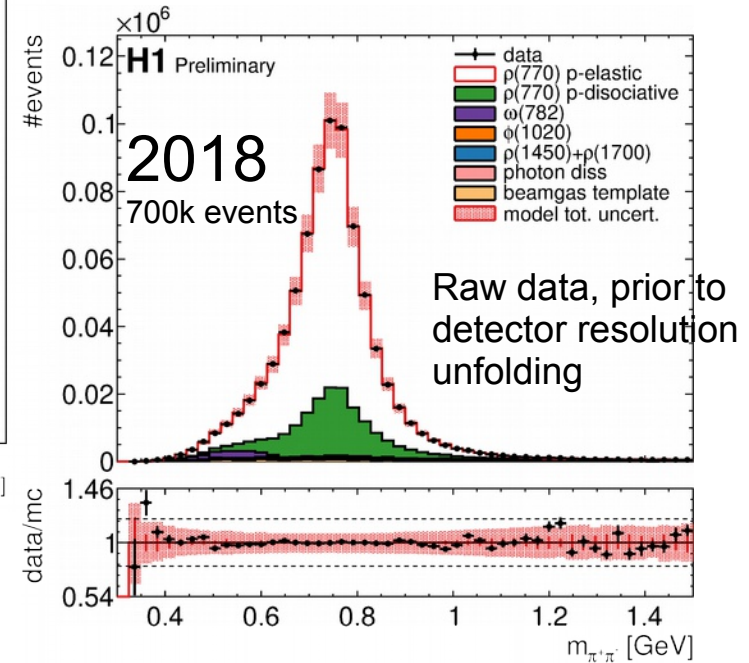 ×10⁶
#events
0.12
0.1
0.08
0.06
0.04
0.02
0
H1 Preliminary
2018
700k events
data
ρ(770) p-elastic
ρ(770) p-disociative
ω(782)
ϕ(1020)
ρ(1450)+ρ(1700)
photon diss
beamgas template
model tot. uncert.
Raw data, prior to
detector resolution
unfolding
]
data/mc
1.46
1
0.54
0.4 0.6 0.8 1 1.2 1.4
m_π⁺π⁻ [GeV]